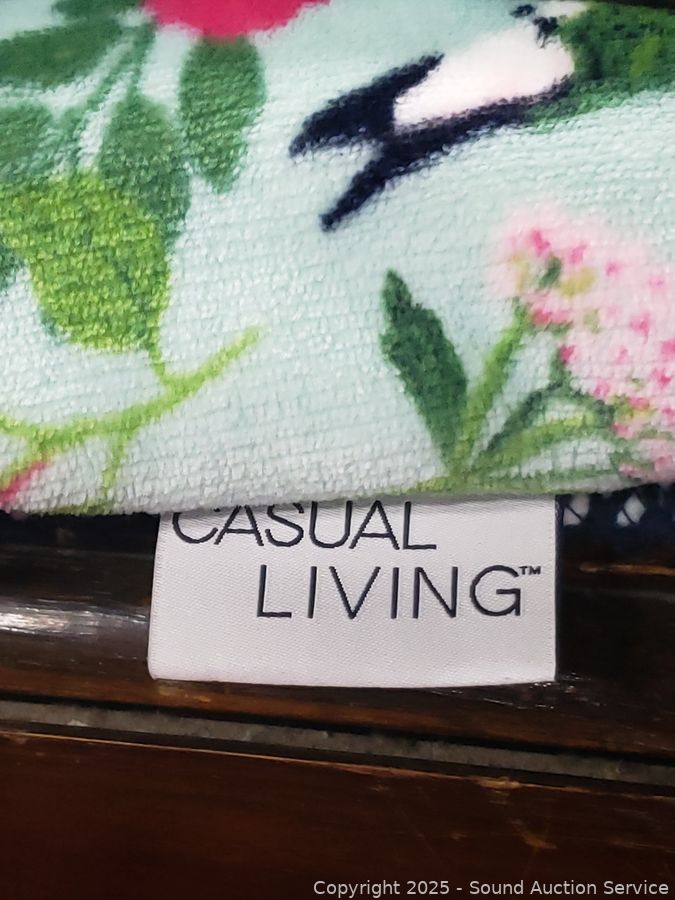 CASUAL
LIVING™
Copyright 2025 - Sound Auction Service